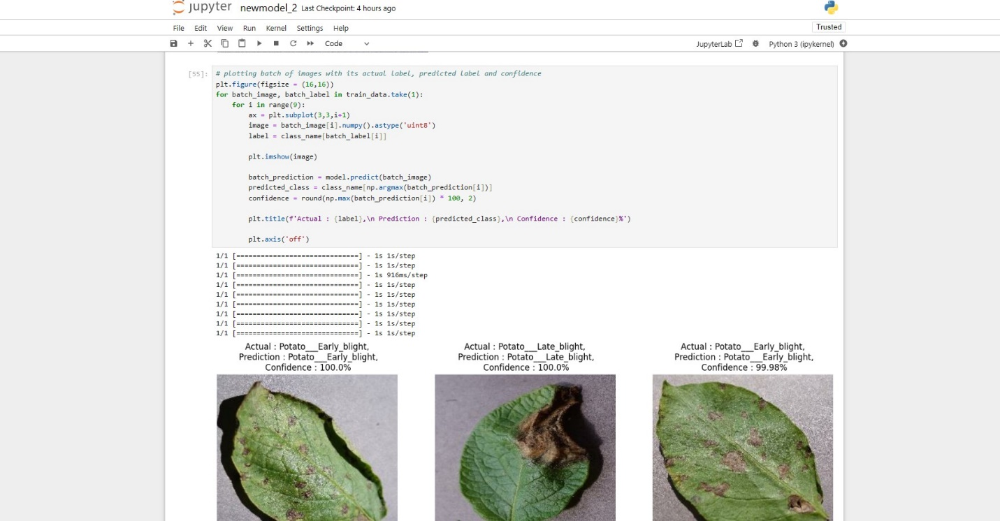 jupyter newmodel_2 Last Checkpoint: 4 hours ago
File Edit View Run Kernel Settings Help
Trusted
Code
JupyterLab
Python 3 (ipykernel)
[55]:
# plotting batch of images with its actual label, predicted label and confidence
plt.figure(figsize = (16,16))
for batch_image, batch_label in train_data.take(1):
    for i in range(9):
        ax = plt.subplot(3,3,i+1)
        image = batch_image[i].numpy().astype('uint8')
        label = class_name[batch_label[i]]
        plt.imshow(image)
        batch_prediction = model.predict(batch_image)
        predicted_class = class_name[np.argmax(batch_prediction[i])]
        confidence = round(np.max(batch_prediction[i]) * 100, 2)
        plt.title(f'Actual : {label},\n Prediction : {predicted_class},\n Confidence : {confidence}%')
        plt.axis('off')
1/1 [==============================] - 1s 1s/step
1/1 [==============================] - 1s 1s/step
1/1 [==============================] - 1s 916ms/step
1/1 [==============================] - 1s 1s/step
1/1 [==============================] - 1s 1s/step
1/1 [==============================] - 1s 1s/step
1/1 [==============================] - 1s 1s/step
1/1 [==============================] - 1s 1s/step
1/1 [==============================] - 1s 1s/step
Actual : Potato___Early_blight,
Prediction : Potato___Early_blight,
Confidence : 100.0%
Actual : Potato___Late_blight,
Prediction : Potato___Late_blight,
Confidence : 100.0%
Actual : Potato___Early_blight,
Prediction : Potato___Early_blight,
Confidence : 99.98%